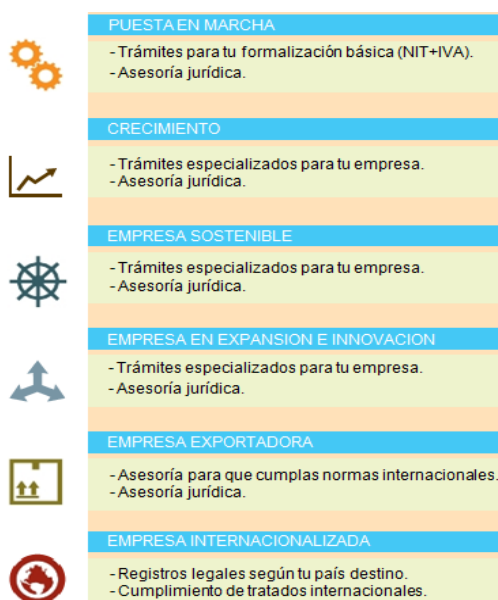 PUESTA EN MARCHA
- Trámites para tu formalización básica (NIT+IVA).
- Asesoría jurídica.
CRECIMIENTO
- Trámites especializados para tu empresa.
- Asesoría jurídica.
EMPRESA SOSTENIBLE
- Trámites especializados para tu empresa.
- Asesoría jurídica.
EMPRESA EN EXPANSION E INNOVACION
- Trámites especializados para tu empresa.
- Asesoría jurídica.
EMPRESA EXPORTADORA
- Asesoría para que cumplas normas internacionales.
- Asesoría jurídica.
EMPRESA INTERNACIONALIZADA
- Registros legales según tu país destino.
- Cumplimiento de tratados internacionales.